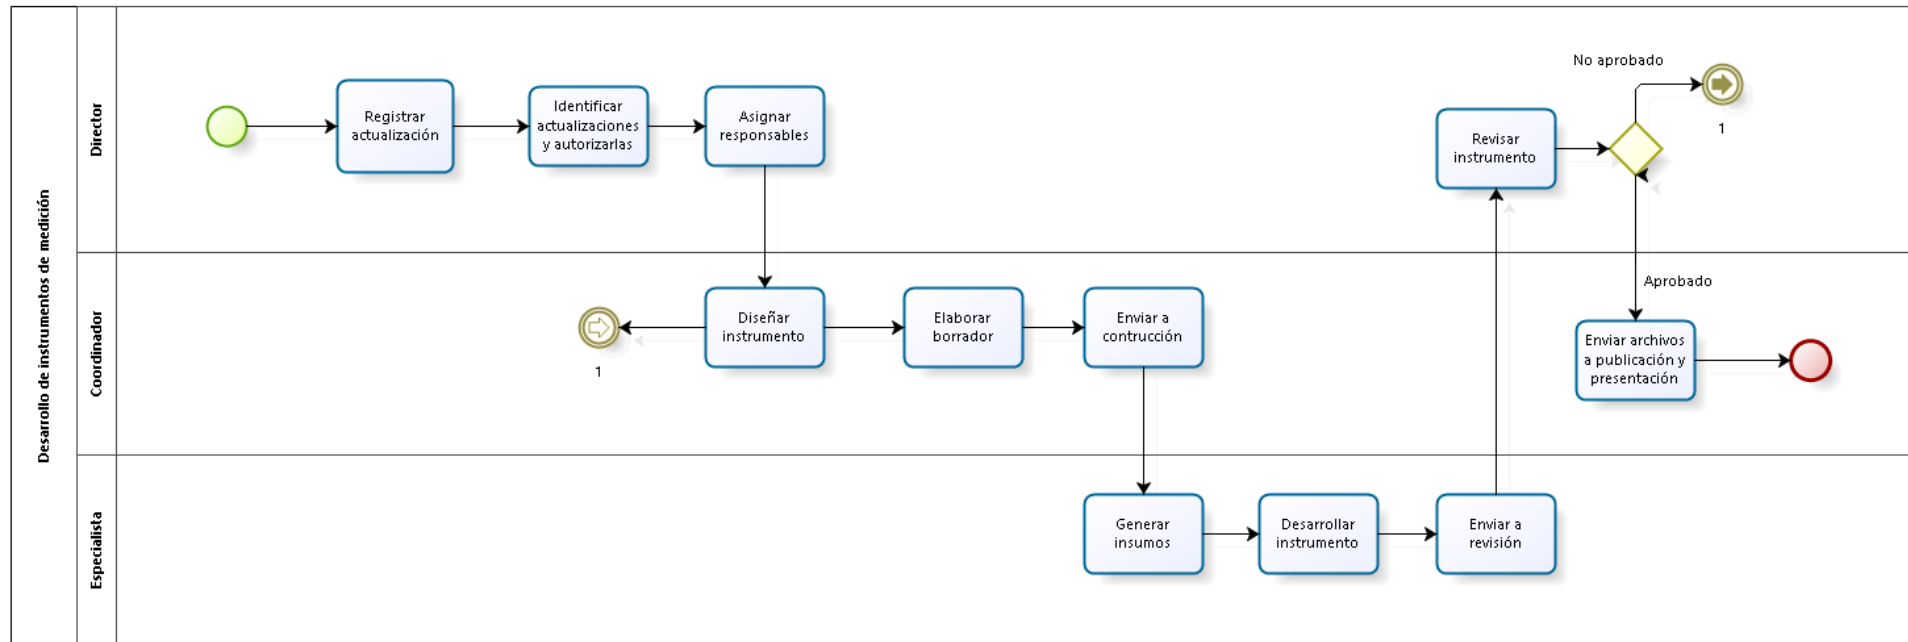 Desarrollo de instrumentos de medición
Director
Registrar
actualización
Identificar
actualizaciones
y autorizarlas
Asignar
responsables
Revisar
instrumento
No aprobado
1
Aprobado
Coordinador
1
Diseñar
instrumento
Elaborar
borrador
Enviar a
contrucción
Enviar archivos
a publicación y
presentación
Especialista
Generar
insumos
Desarrollar
instrumento
Enviar a
revisión